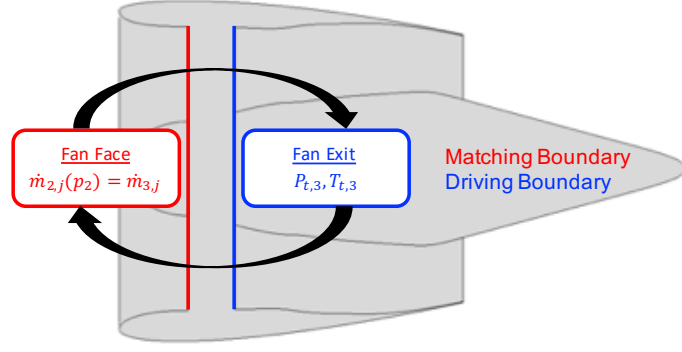 Fan Face
ṁ₂,ⱼ(p₂) = ṁ₃,ⱼ
Fan Exit
Pₜ,₃, Tₜ,₃
Matching Boundary
Driving Boundary